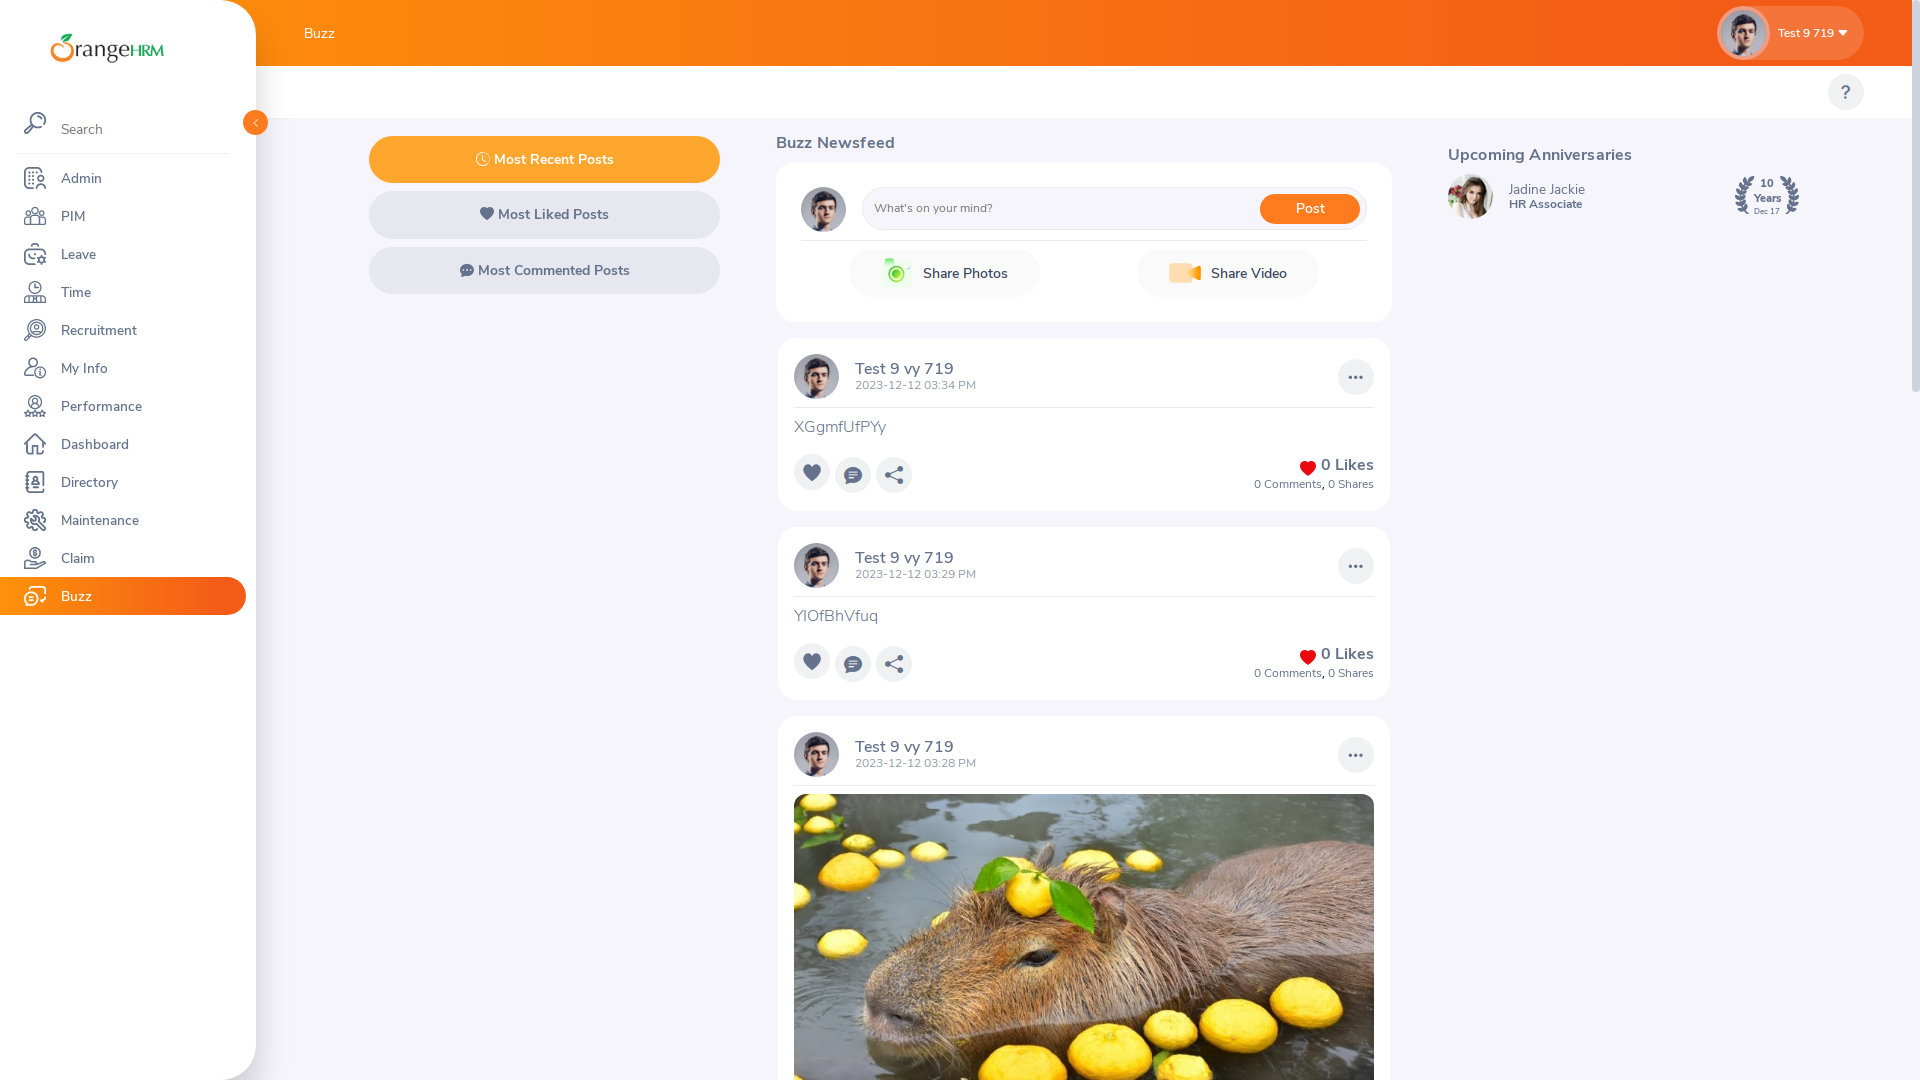 OrangeHRM
Buzz
Test 9 719
?
Search
Admin
PIM
Leave
Time
Recruitment
My Info
Performance
Dashboard
Directory
Maintenance
Claim
Buzz
Most Recent Posts
Most Liked Posts
Most Commented Posts
Buzz Newsfeed
What's on your mind?
Post
Share Photos
Share Video
Test 9 vy 719
2023-12-12 03:34 PM
XGgmfUfPYy
0 Likes
0 Comments, 0 Shares
Test 9 vy 719
2023-12-12 03:29 PM
YIOfBhVfuq
0 Likes
0 Comments, 0 Shares
Test 9 vy 719
2023-12-12 03:28 PM
Upcoming Anniversaries
Jadine Jackie
HR Associate
10
Years
Dec 17